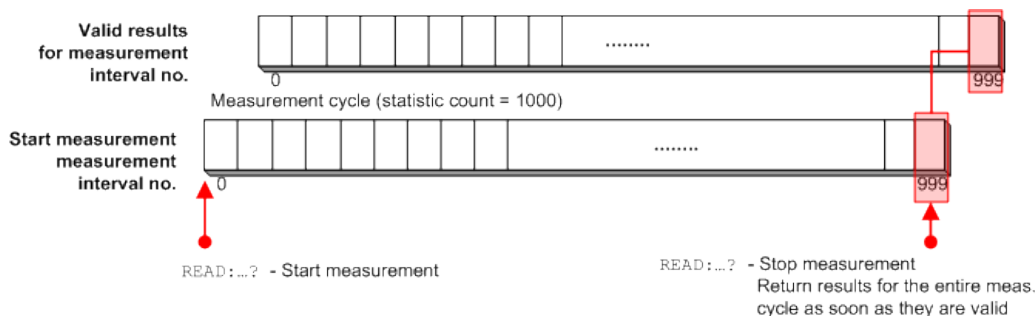 Valid results
for measurement
interval no.
........
0
999
Measurement cycle (statistic count = 1000)
Start measurement
measurement
interval no.
........
0
999
READ:…? - Start measurement
READ:…? - Stop measurement
Return results for the entire meas.
cycle as soon as they are valid